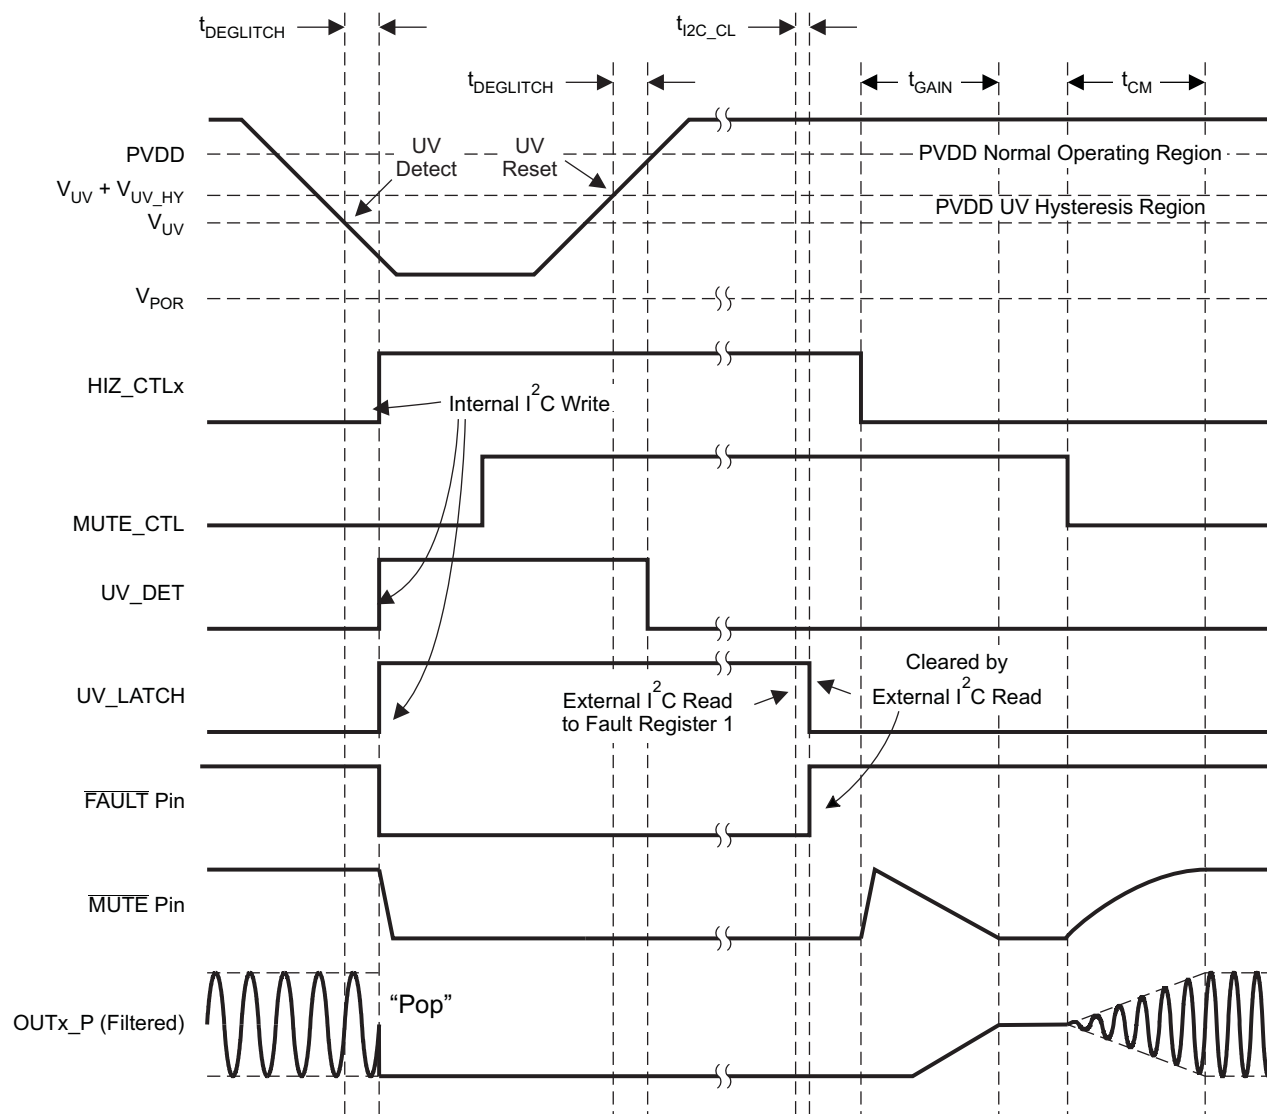 tDEGLITCH
tI2C_CL
tDEGLITCH
tGAIN
tCM
UV
Detect
UV
Reset
PVDD
PVDD Normal Operating Region
VUV + VUV_HY
PVDD UV Hysteresis Region
VUV
VPOR
HIZ_CTLx
Internal I2C Write
MUTE_CTL
UV_DET
UV_LATCH
External I2C Read
to Fault Register 1
Cleared by
External I2C Read
FAULT Pin
MUTE Pin
“Pop”
OUTx_P (Filtered)